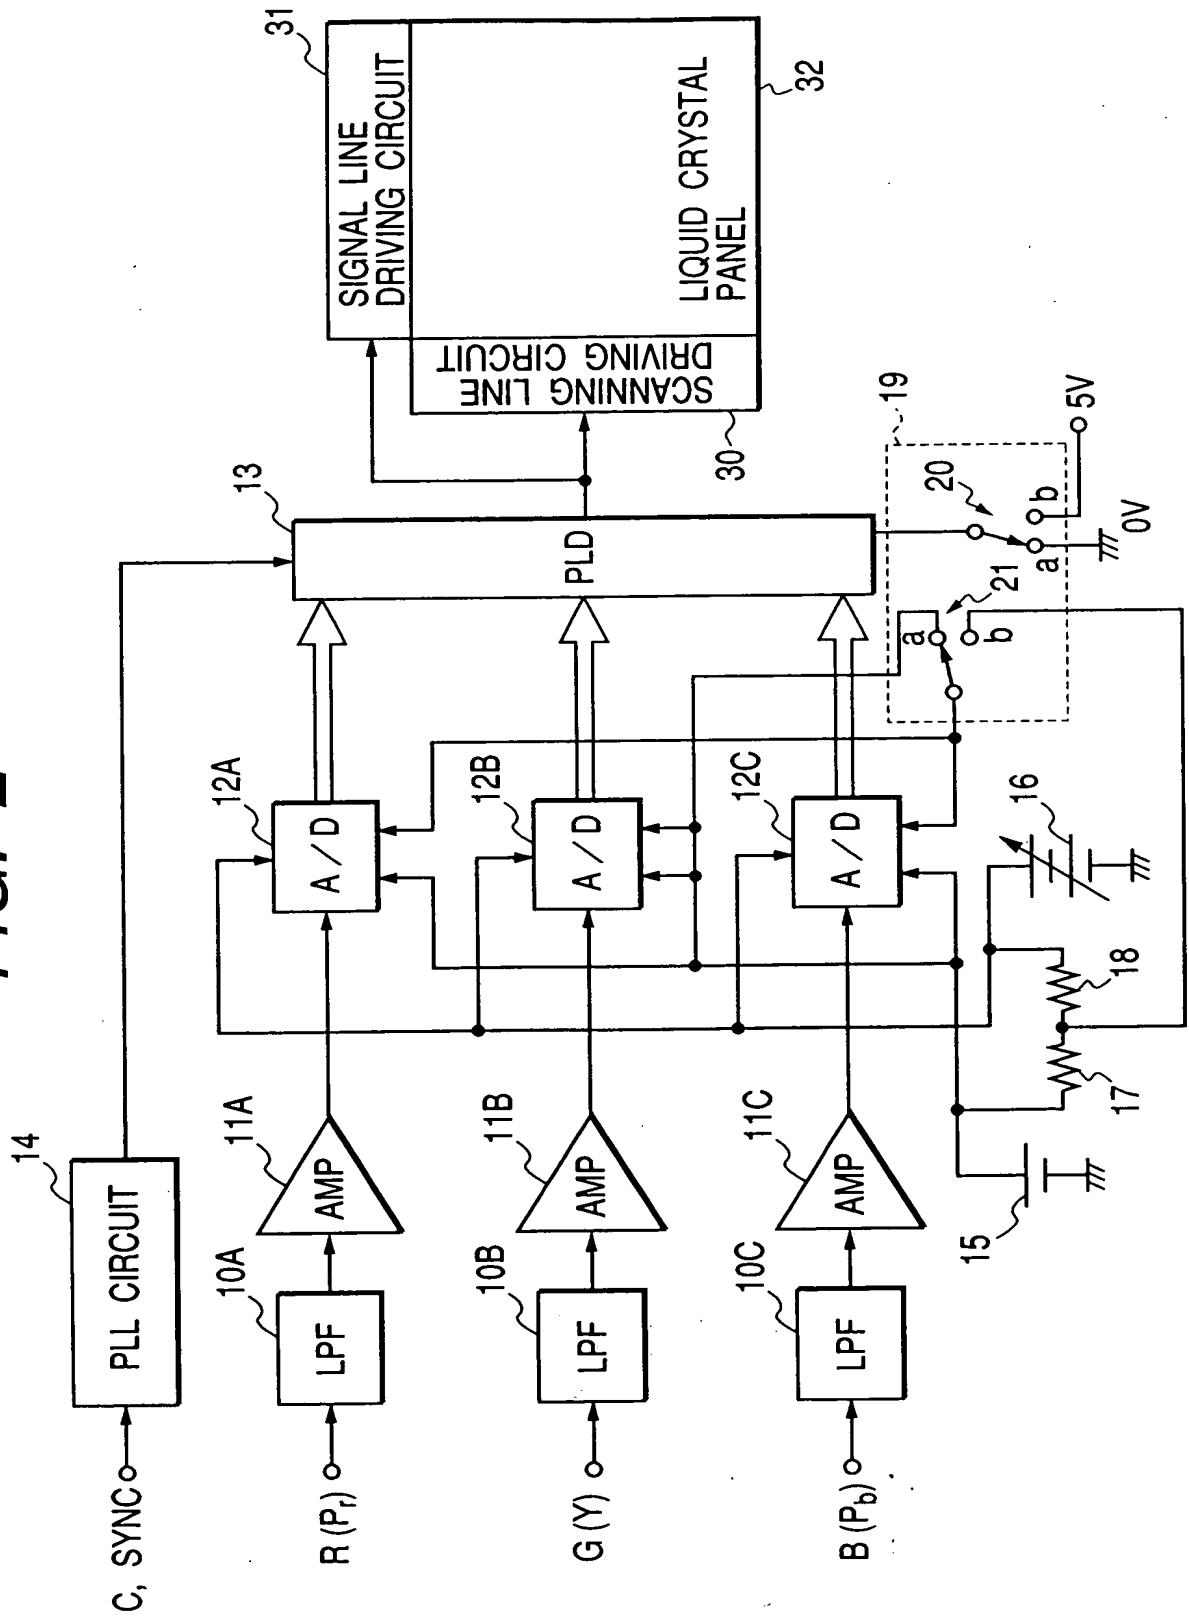 C, SYNC
PLL CIRCUIT
14
R (Pr)
LPF
10A
AMP
11A
A/D
12A
G (Y)
LPF
10B
AMP
11B
A/D
12B
B (Pb)
LPF
10C
AMP
11C
A/D
12C
PLD
13
SIGNAL LINE
DRIVING CIRCUIT
31
SCANNING LINE
DRIVING CIRCUIT
30
LIQUID CRYSTAL
PANEL
32
15
16
17
18
19
20
21
a
b
a
b
0V
5V